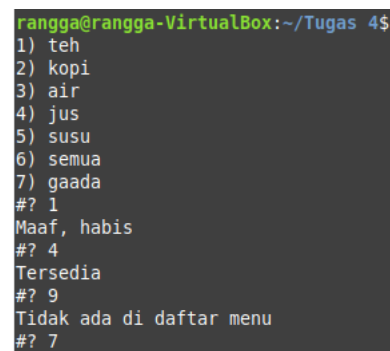 rangga@rangga-VirtualBox:~/Tugas 4$
1) teh
2) kopi
3) air
4) jus
5) susu
6) semua
7) gaada
#? 1
Maaf, habis
#? 4
Tersedia
#? 9
Tidak ada di daftar menu
#? 7